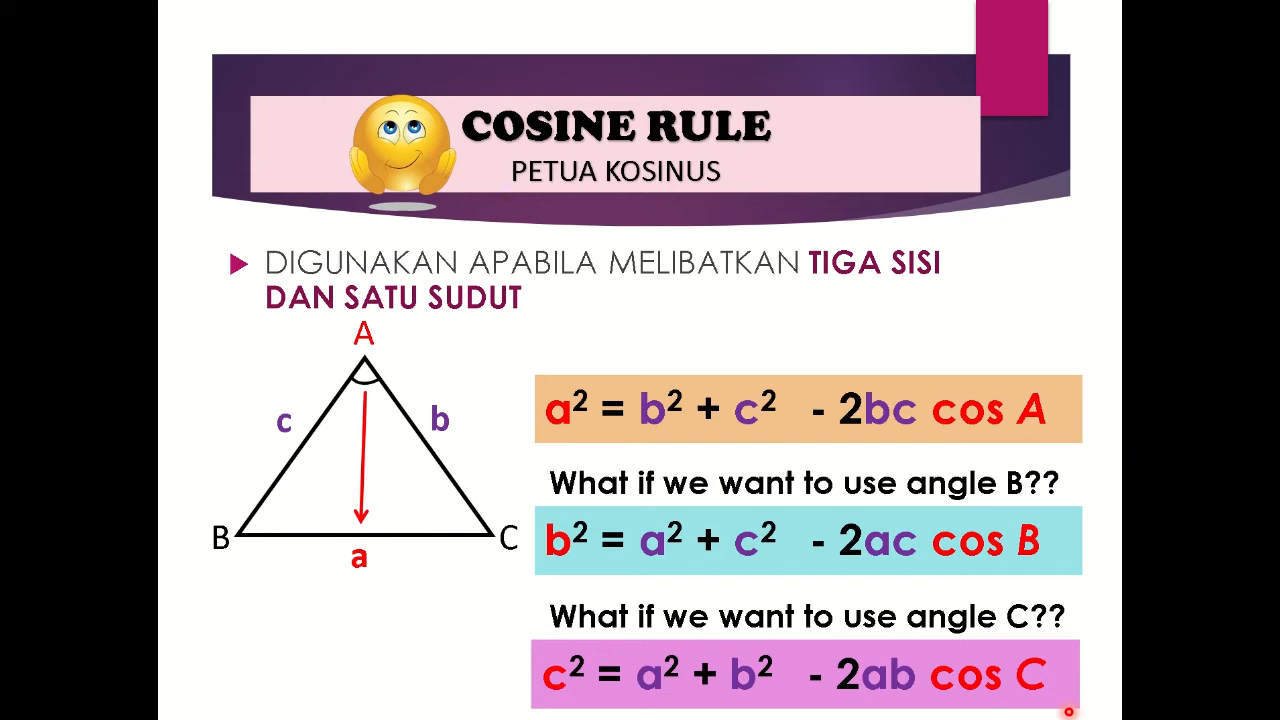 COSINE RULE
PETUA KOSINUS
DIGUNAKAN APABILA MELIBATKAN TIGA SISI
DAN SATU SUDUT
A
c
b
B
C
a
a² = b² + c² - 2bc cos A
What if we want to use angle B??
b² = a² + c² - 2ac cos B
What if we want to use angle C??
c² = a² + b² - 2ab cos C